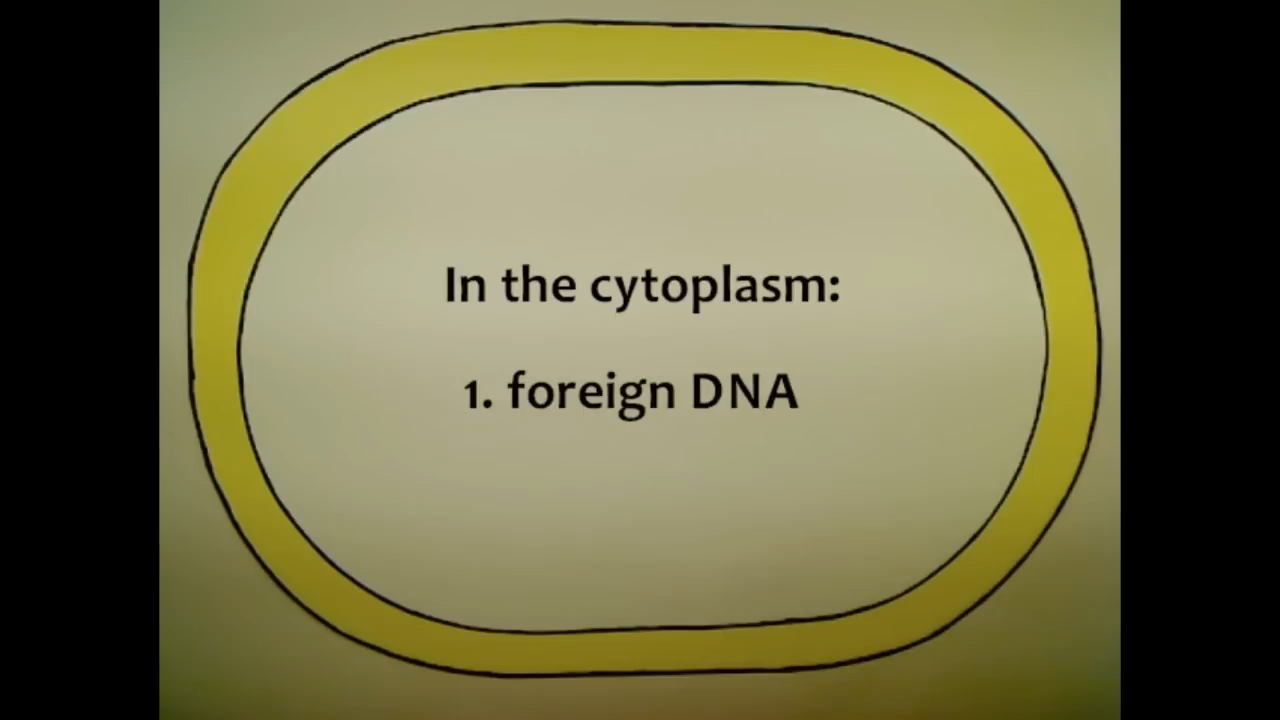 In the cytoplasm:
1. foreign DNA